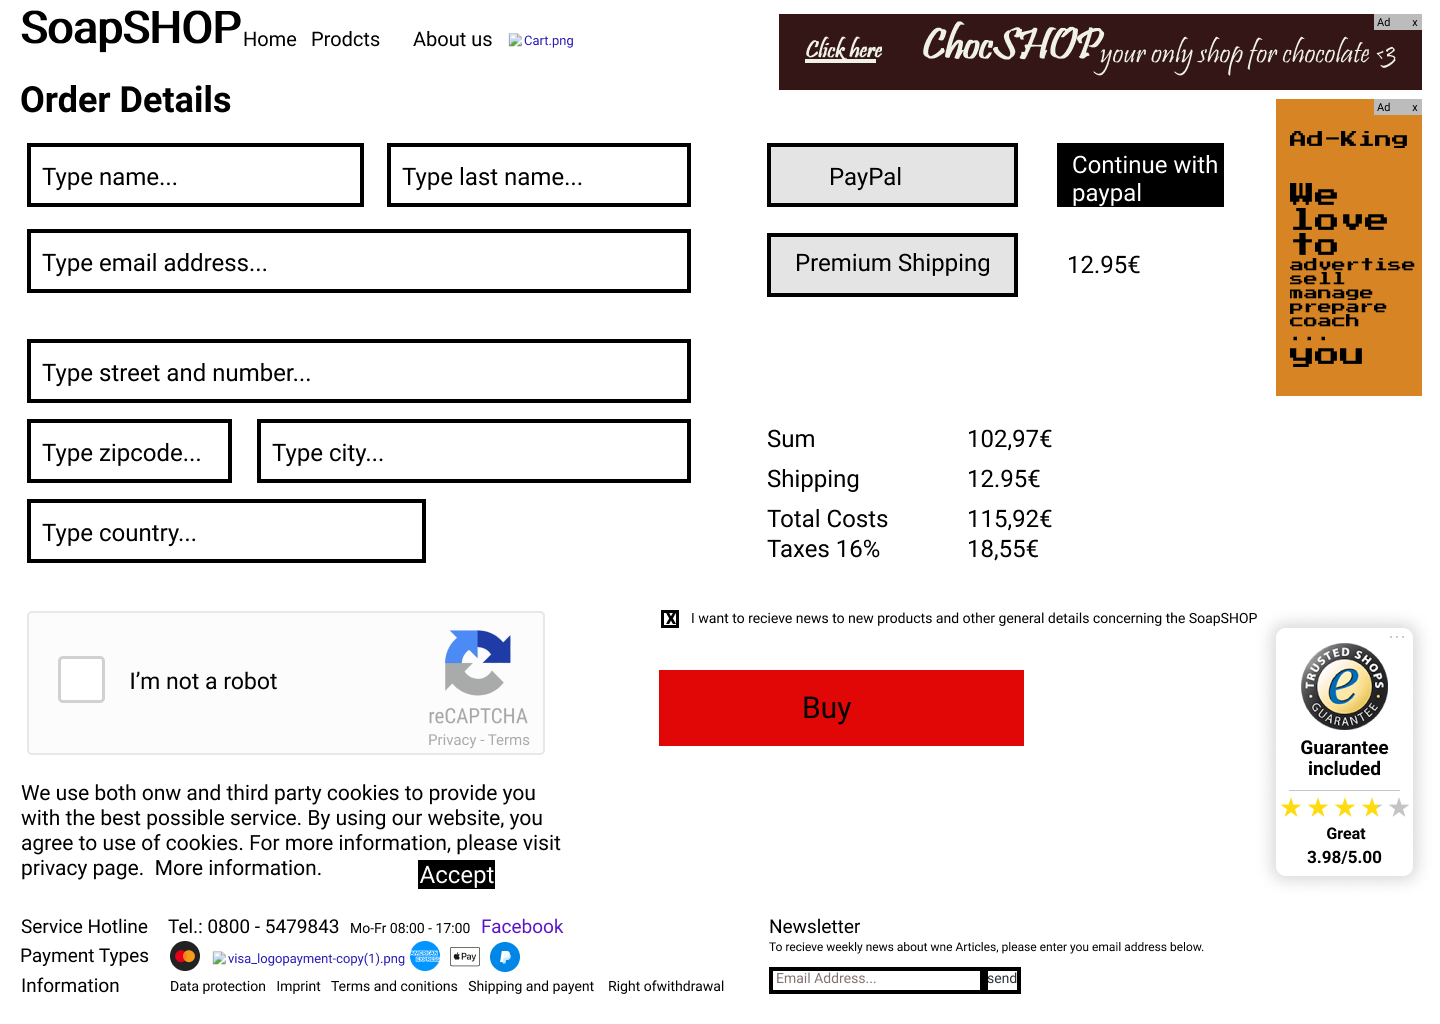 SoapSHOP Home Prodcts About us Cart.png
Click here ChocSHOP your only shop for chocolate <3
Ad x
Order Details
Ad x
Ad-King
We
love
to
advertise
sell
manage
prepare
coach
...
you
Type name... Type last name...
PayPal
Continue with
paypal
Type email address...
Premium Shipping 12.95€
Type street and number...
Type zipcode... Type city...
Type country...
Sum 102,97€
Shipping 12.95€
Total Costs 115,92€
Taxes 16% 18,55€
I'm not a robot
reCAPTCHA
Privacy - Terms
X I want to recieve news to new products and other general details concerning the SoapSHOP
Buy
...
TRUSTED SHOPS
e
GUARANTEE
Guarantee
included
Great
3.98/5.00
We use both onw and third party cookies to provide you
with the best possible service. By using our website, you
agree to use of cookies. For more information, please visit
privacy page. More information.
Accept
Service Hotline Tel.: 0800 - 5479843 Mo-Fr 08:00 - 17:00 Facebook
Payment Types visa_logopayment-copy(1).png AMERICAN EXPRESS Pay P
Information Data protection Imprint Terms and conitions Shipping and payent Right ofwithdrawal
Newsletter
To recieve weekly news about wne Articles, please enter you email address below.
Email Address... send